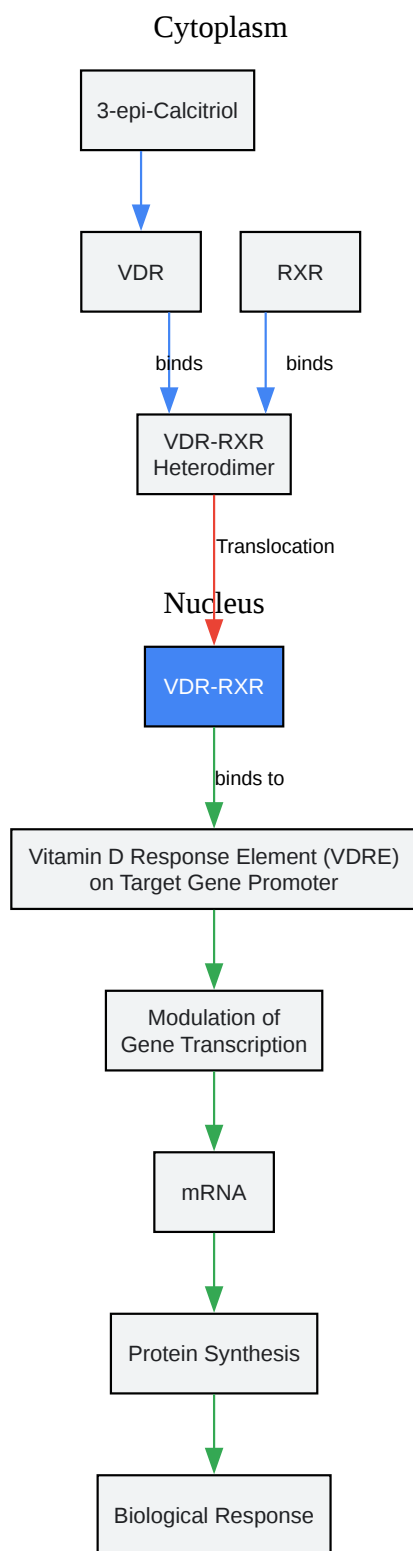 Cytoplasm
3-epi-Calcitriol
VDR
RXR
binds
binds
VDR-RXR
Heterodimer
Translocation
Nucleus
VDR-RXR
binds to
Vitamin D Response Element (VDRE)
on Target Gene Promoter
Modulation of
Gene Transcription
mRNA
Protein Synthesis
Biological Response